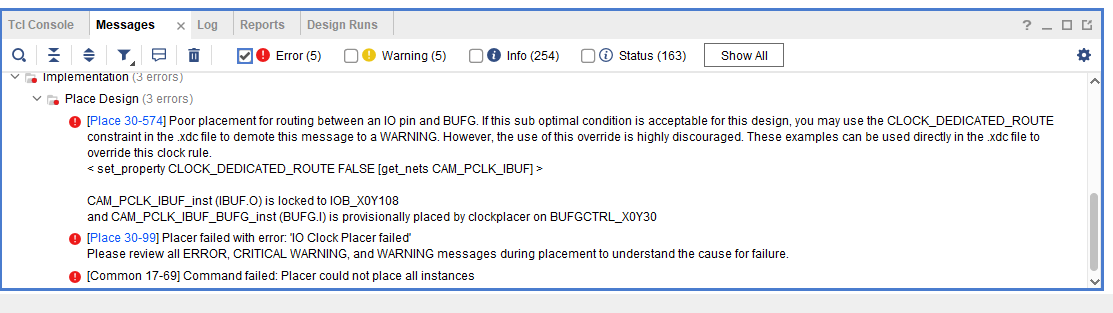 Tcl Console Messages × Log Reports Design Runs ? _
Error (5) Warning (5) Info (254) Status (163) Show All
Implementation (3 errors)
Place Design (3 errors)
[Place 30-574] Poor placement for routing between an IO pin and BUFG. If this sub optimal condition is acceptable for this design, you may use the CLOCK_DEDICATED_ROUTE
constraint in the .xdc file to demote this message to a WARNING. However, the use of this override is highly discouraged. These examples can be used directly in the .xdc file to
override this clock rule.
< set_property CLOCK_DEDICATED_ROUTE FALSE [get_nets CAM_PCLK_IBUF] >
CAM_PCLK_IBUF_inst (IBUF.O) is locked to IOB_X0Y108
and CAM_PCLK_IBUF_BUFG_inst (BUFG.I) is provisionally placed by clockplacer on BUFGCTRL_X0Y30
[Place 30-99] Placer failed with error: 'IO Clock Placer failed'
Please review all ERROR, CRITICAL WARNING, and WARNING messages during placement to understand the cause for failure.
[Common 17-69] Command failed: Placer could not place all instances